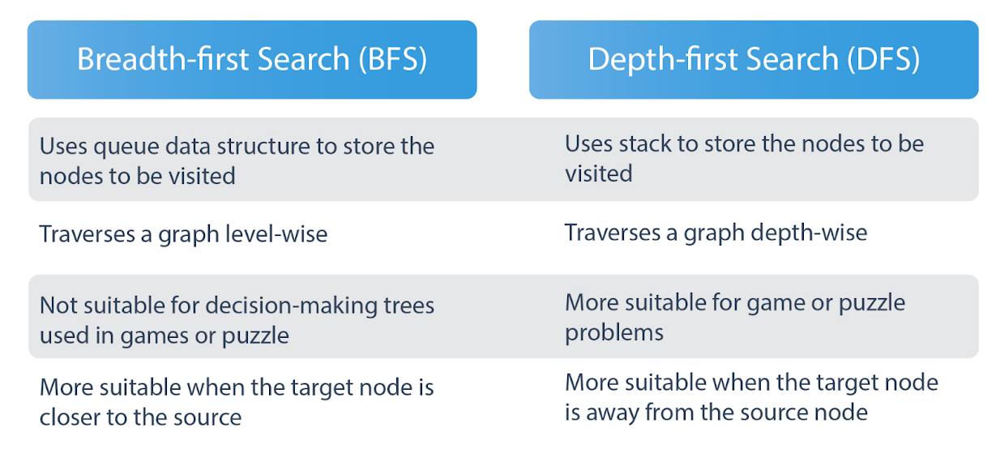 Breadth-first Search (BFS)
Depth-first Search (DFS)
Uses queue data structure to store the
nodes to be visited
Uses stack to store the nodes to be
visited
Traverses a graph level-wise
Traverses a graph depth-wise
Not suitable for decision-making trees
used in games or puzzle
More suitable for game or puzzle
problems
More suitable when the target node is
closer to the source
More suitable when the target node
is away from the source node